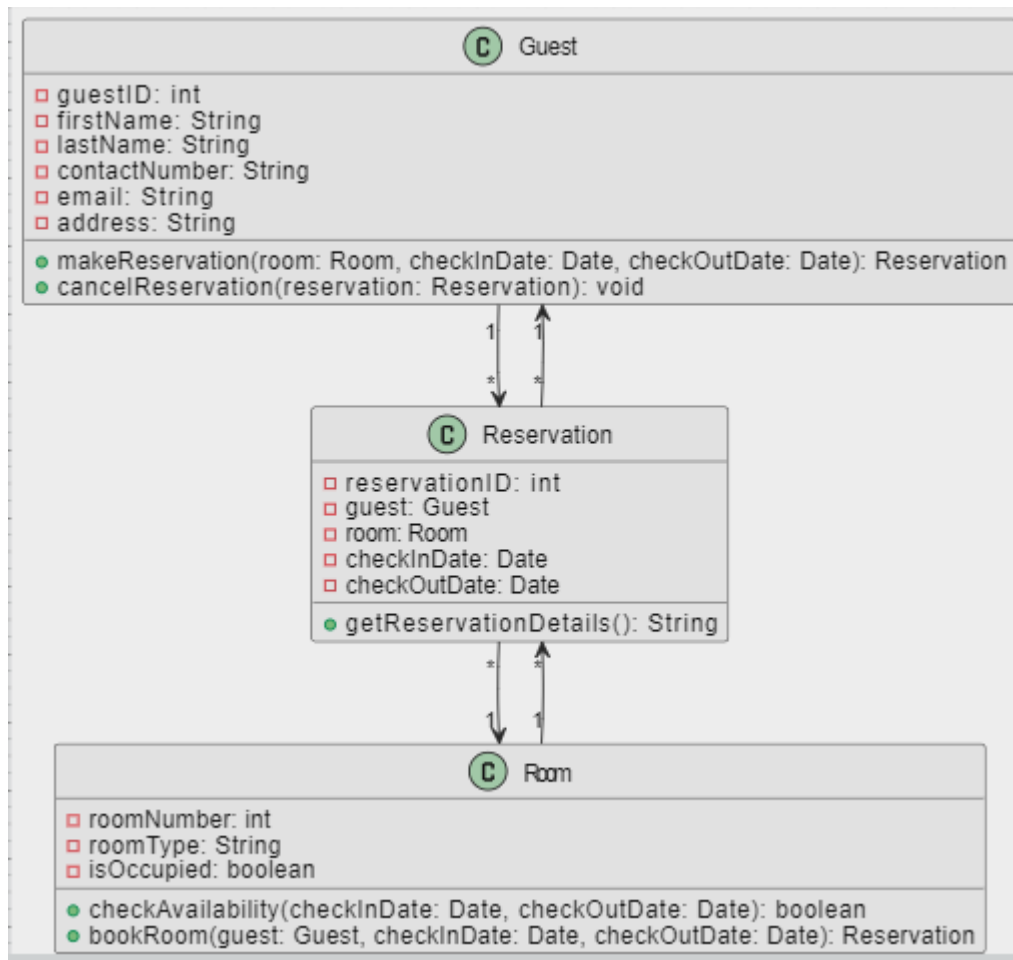 C Guest
guestID: int
firstName: String
lastName: String
contactNumber: String
email: String
address: String
makeReservation(room: Room, checkInDate: Date, checkOutDate: Date): Reservation
cancelReservation(reservation: Reservation): void
1 1
* *
C Reservation
reservationID: int
guest: Guest
room: Room
checkInDate: Date
checkOutDate: Date
getReservationDetails(): String
* *
1 1
C Room
roomNumber: int
roomType: String
isOccupied: boolean
checkAvailability(checkInDate: Date, checkOutDate: Date): boolean
bookRoom(guest: Guest, checkInDate: Date, checkOutDate: Date): Reservation